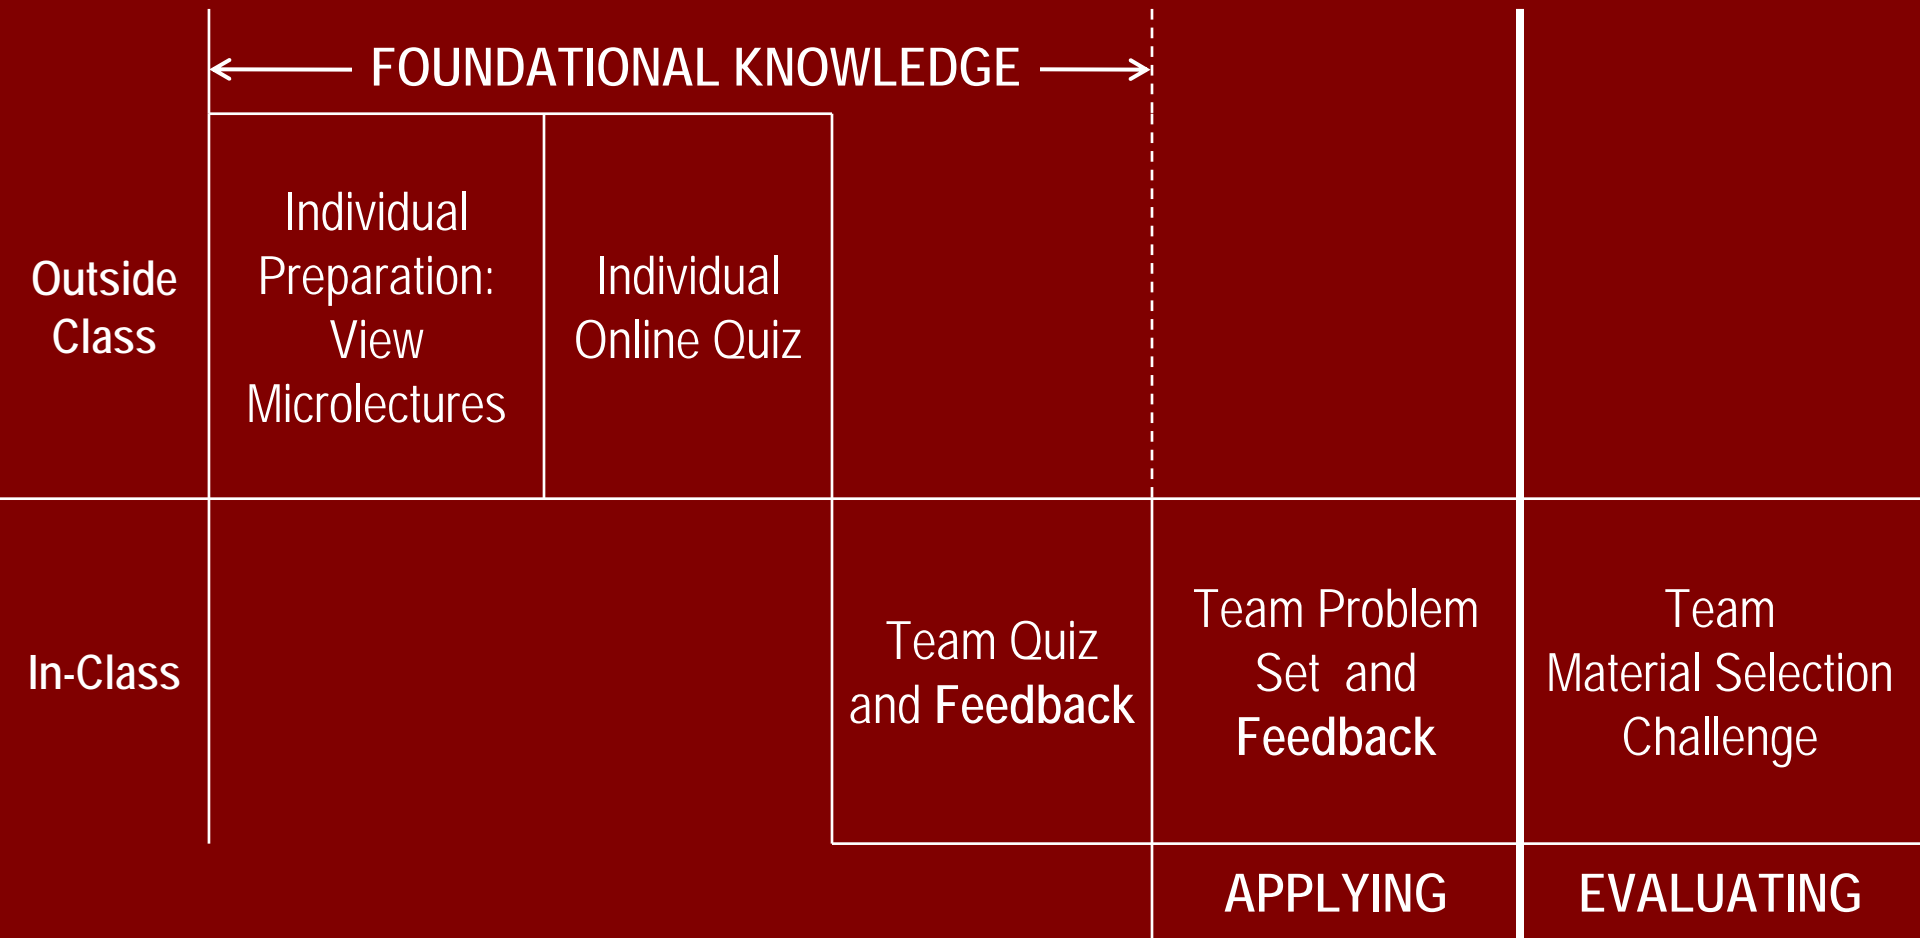 FOUNDATIONAL KNOWLEDGE
Outside
Class
Individual
Preparation:
View
Microlectures
Individual
Online Quiz
In-Class
Team Quiz
and Feedback
Team Problem
Set and
Feedback
Team
Material Selection
Challenge
APPLYING
EVALUATING